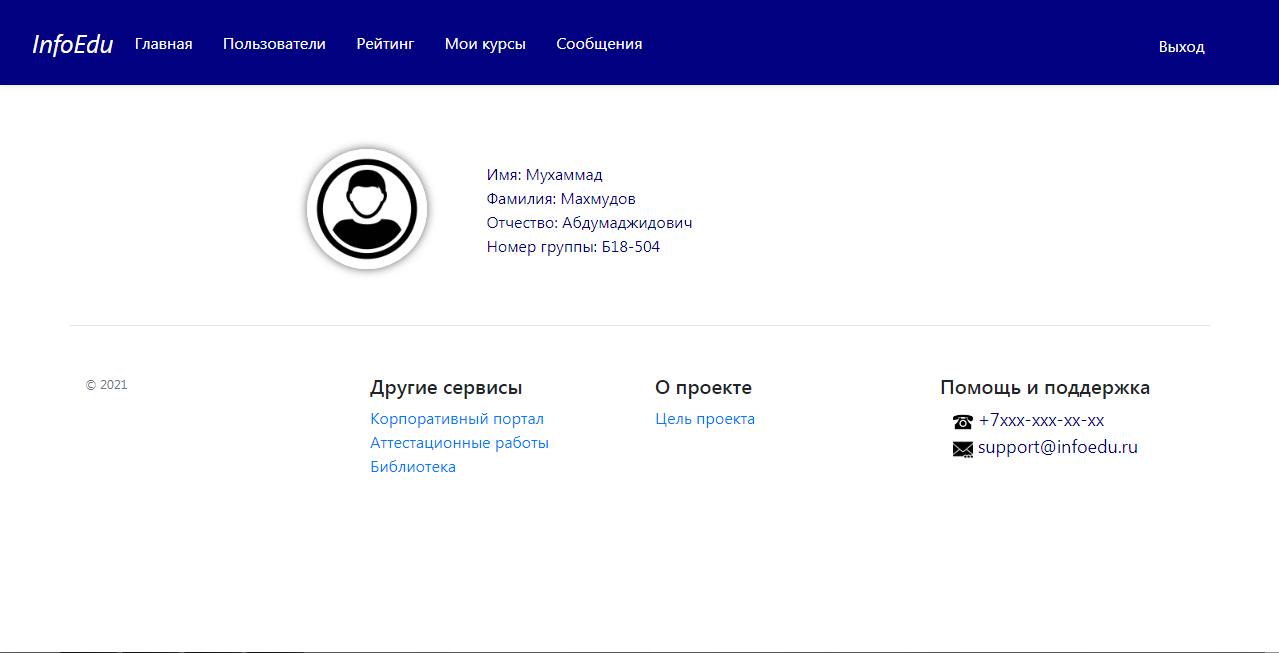 InfoEdu Главная Пользователи Рейтинг Мои курсы Сообщения Выход
Имя: Мухаммад
Фамилия: Махмудов
Отчество: Абдумаджидович
Номер группы: Б18-504
© 2021
Другие сервисы
Корпоративный портал
Аттестационные работы
Библиотека
О проекте
Цель проекта
Помощь и поддержка
+7xxx-xxx-xx-xx
support@infoedu.ru